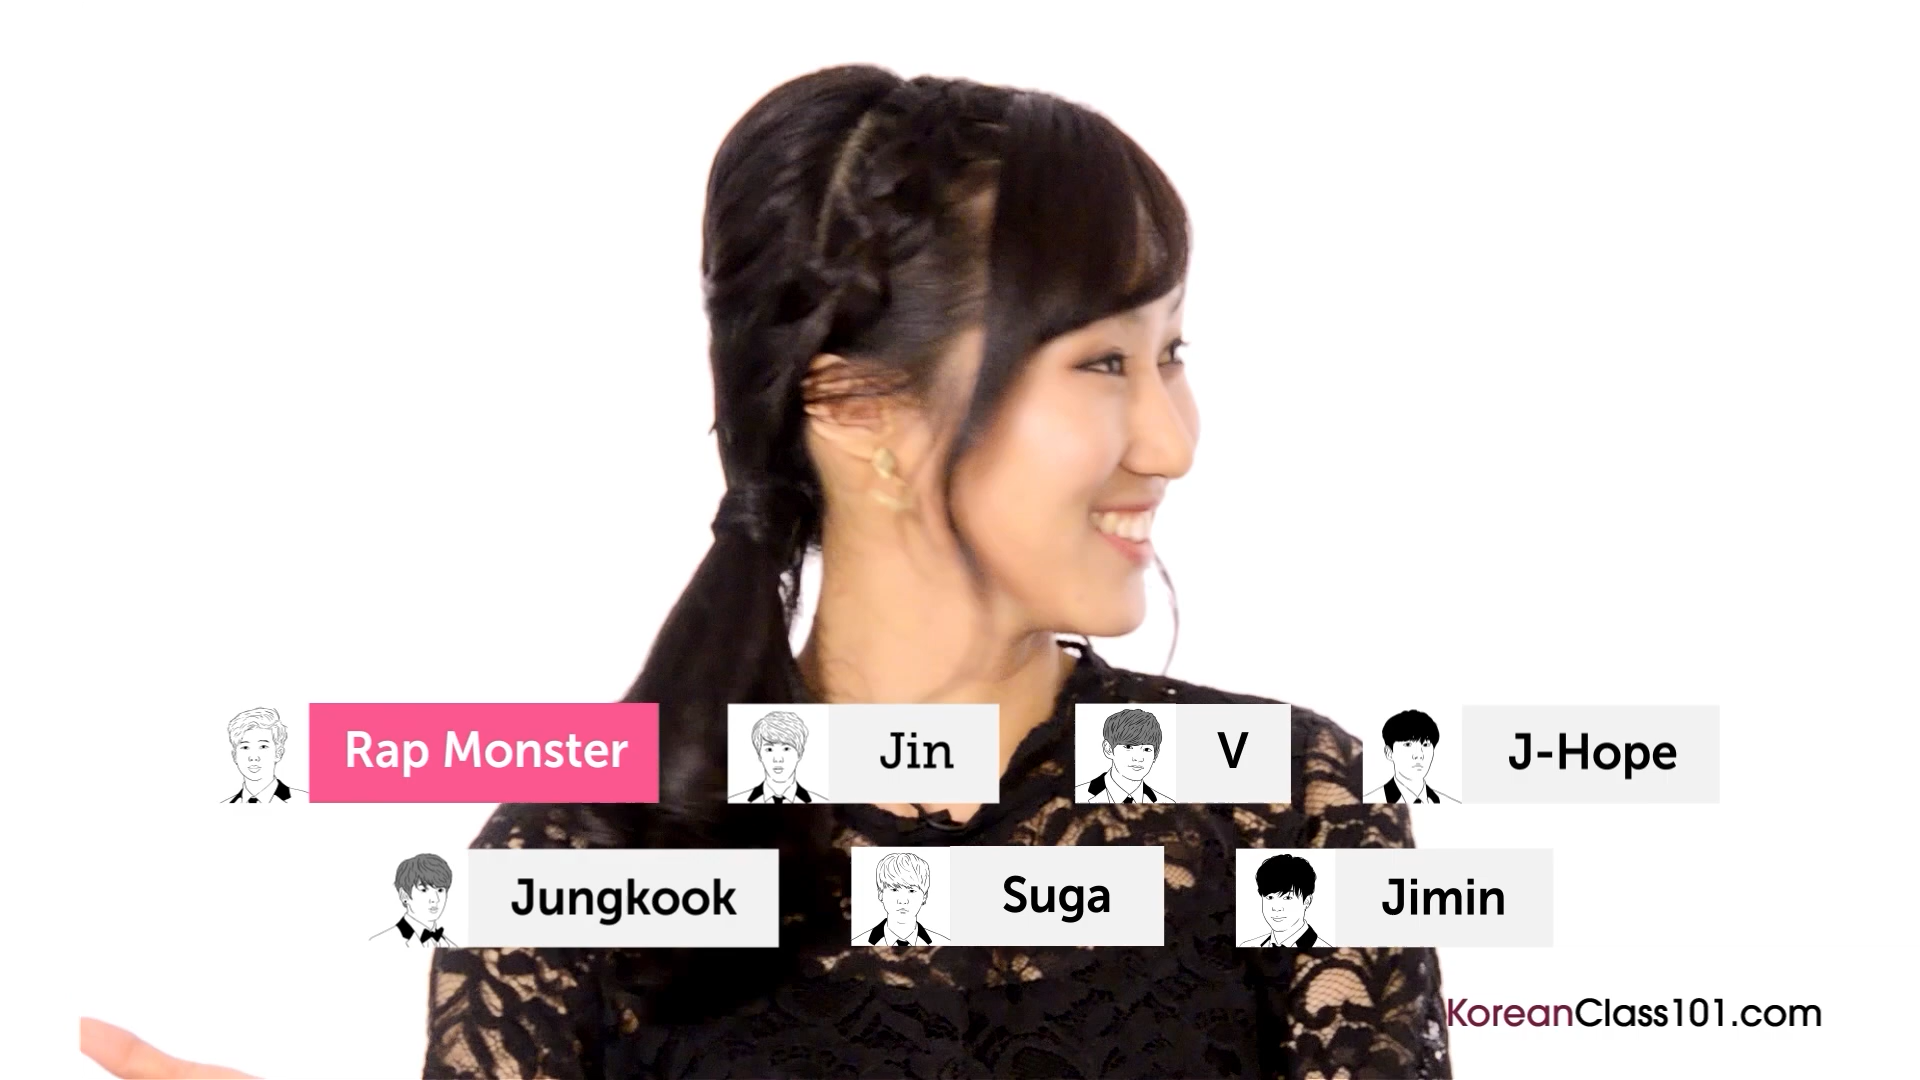 Rap Monster
Jin
V
J-Hope
Jungkook
Suga
Jimin
KoreanClass101.com